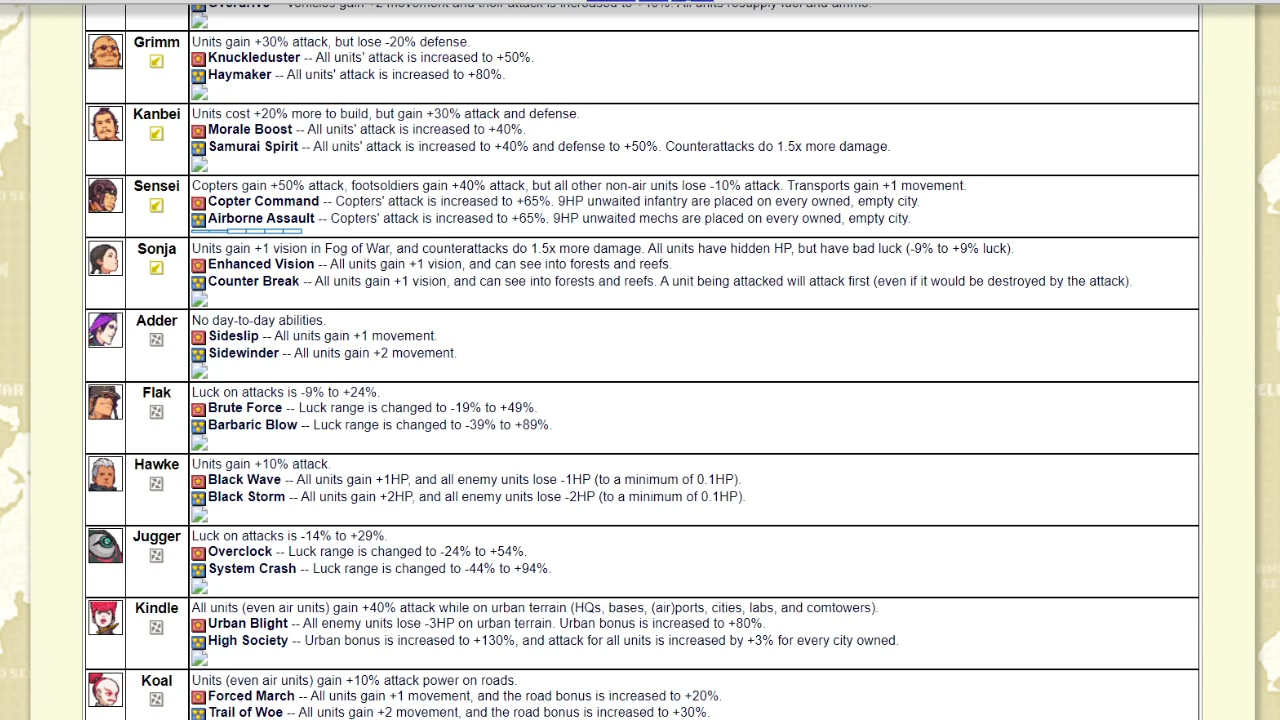 Overdrive -- Vehicles gain +2 movement and their attack is increased to +40%. All units resupply fuel and ammo.
Grimm
Units gain +30% attack, but lose -20% defense.
Knuckleduster -- All units' attack is increased to +50%.
Haymaker -- All units' attack is increased to +80%.
Kanbei
Units cost +20% more to build, but gain +30% attack and defense.
Morale Boost -- All units' attack is increased to +40%.
Samurai Spirit -- All units' attack is increased to +40% and defense to +50%. Counterattacks do 1.5x more damage.
Sensei
Copters gain +50% attack, footsoldiers gain +40% attack, but all other non-air units lose -10% attack. Transports gain +1 movement.
Copter Command -- Copters' attack is increased to +65%. 9HP unwaited infantry are placed on every owned, empty city.
Airborne Assault -- Copters' attack is increased to +65%. 9HP unwaited mechs are placed on every owned, empty city.
Sonja
Units gain +1 vision in Fog of War, and counterattacks do 1.5x more damage. All units have hidden HP, but have bad luck (-9% to +9% luck).
Enhanced Vision -- All units gain +1 vision, and can see into forests and reefs.
Counter Break -- All units gain +1 vision, and can see into forests and reefs. A unit being attacked will attack first (even if it would be destroyed by the attack).
Adder
No day-to-day abilities.
Sideslip -- All units gain +1 movement.
Sidewinder -- All units gain +2 movement.
Flak
Luck on attacks is -9% to +24%.
Brute Force -- Luck range is changed to -19% to +49%.
Barbaric Blow -- Luck range is changed to -39% to +89%.
Hawke
Units gain +10% attack.
Black Wave -- All units gain +1HP, and all enemy units lose -1HP (to a minimum of 0.1HP).
Black Storm -- All units gain +2HP, and all enemy units lose -2HP (to a minimum of 0.1HP).
Jugger
Luck on attacks is -14% to +29%.
Overclock -- Luck range is changed to -24% to +54%.
System Crash -- Luck range is changed to -44% to +94%.
Kindle
All units (even air units) gain +40% attack while on urban terrain (HQs, bases, (air)ports, cities, labs, and comtowers).
Urban Blight -- All enemy units lose -3HP on urban terrain. Urban bonus is increased to +80%.
High Society -- Urban bonus is increased to +130%, and attack for all units is increased by +3% for every city owned.
Koal
Units (even air units) gain +10% attack power on roads.
Forced March -- All units gain +1 movement, and the road bonus is increased to +20%.
Trail of Woe -- All units gain +2 movement, and the road bonus is increased to +30%.